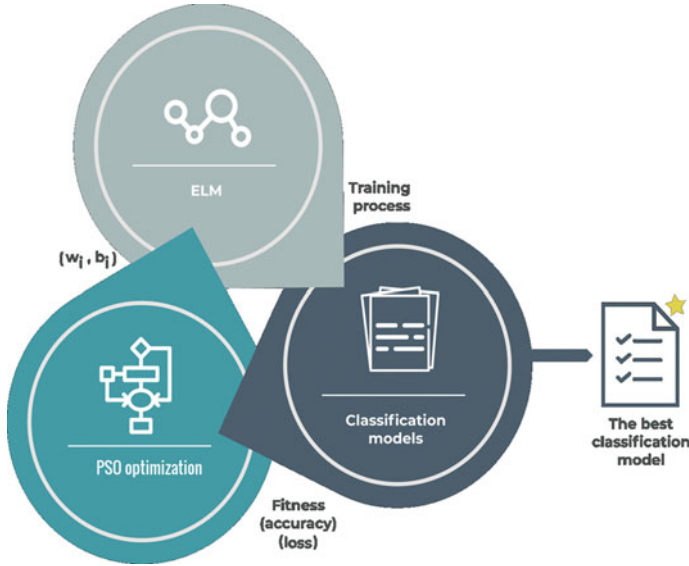 ELM
Training
process
(wi, bi)
Classification
models
PSO optimization
The best
classification
model
Fitness
(accuracy)
(loss)